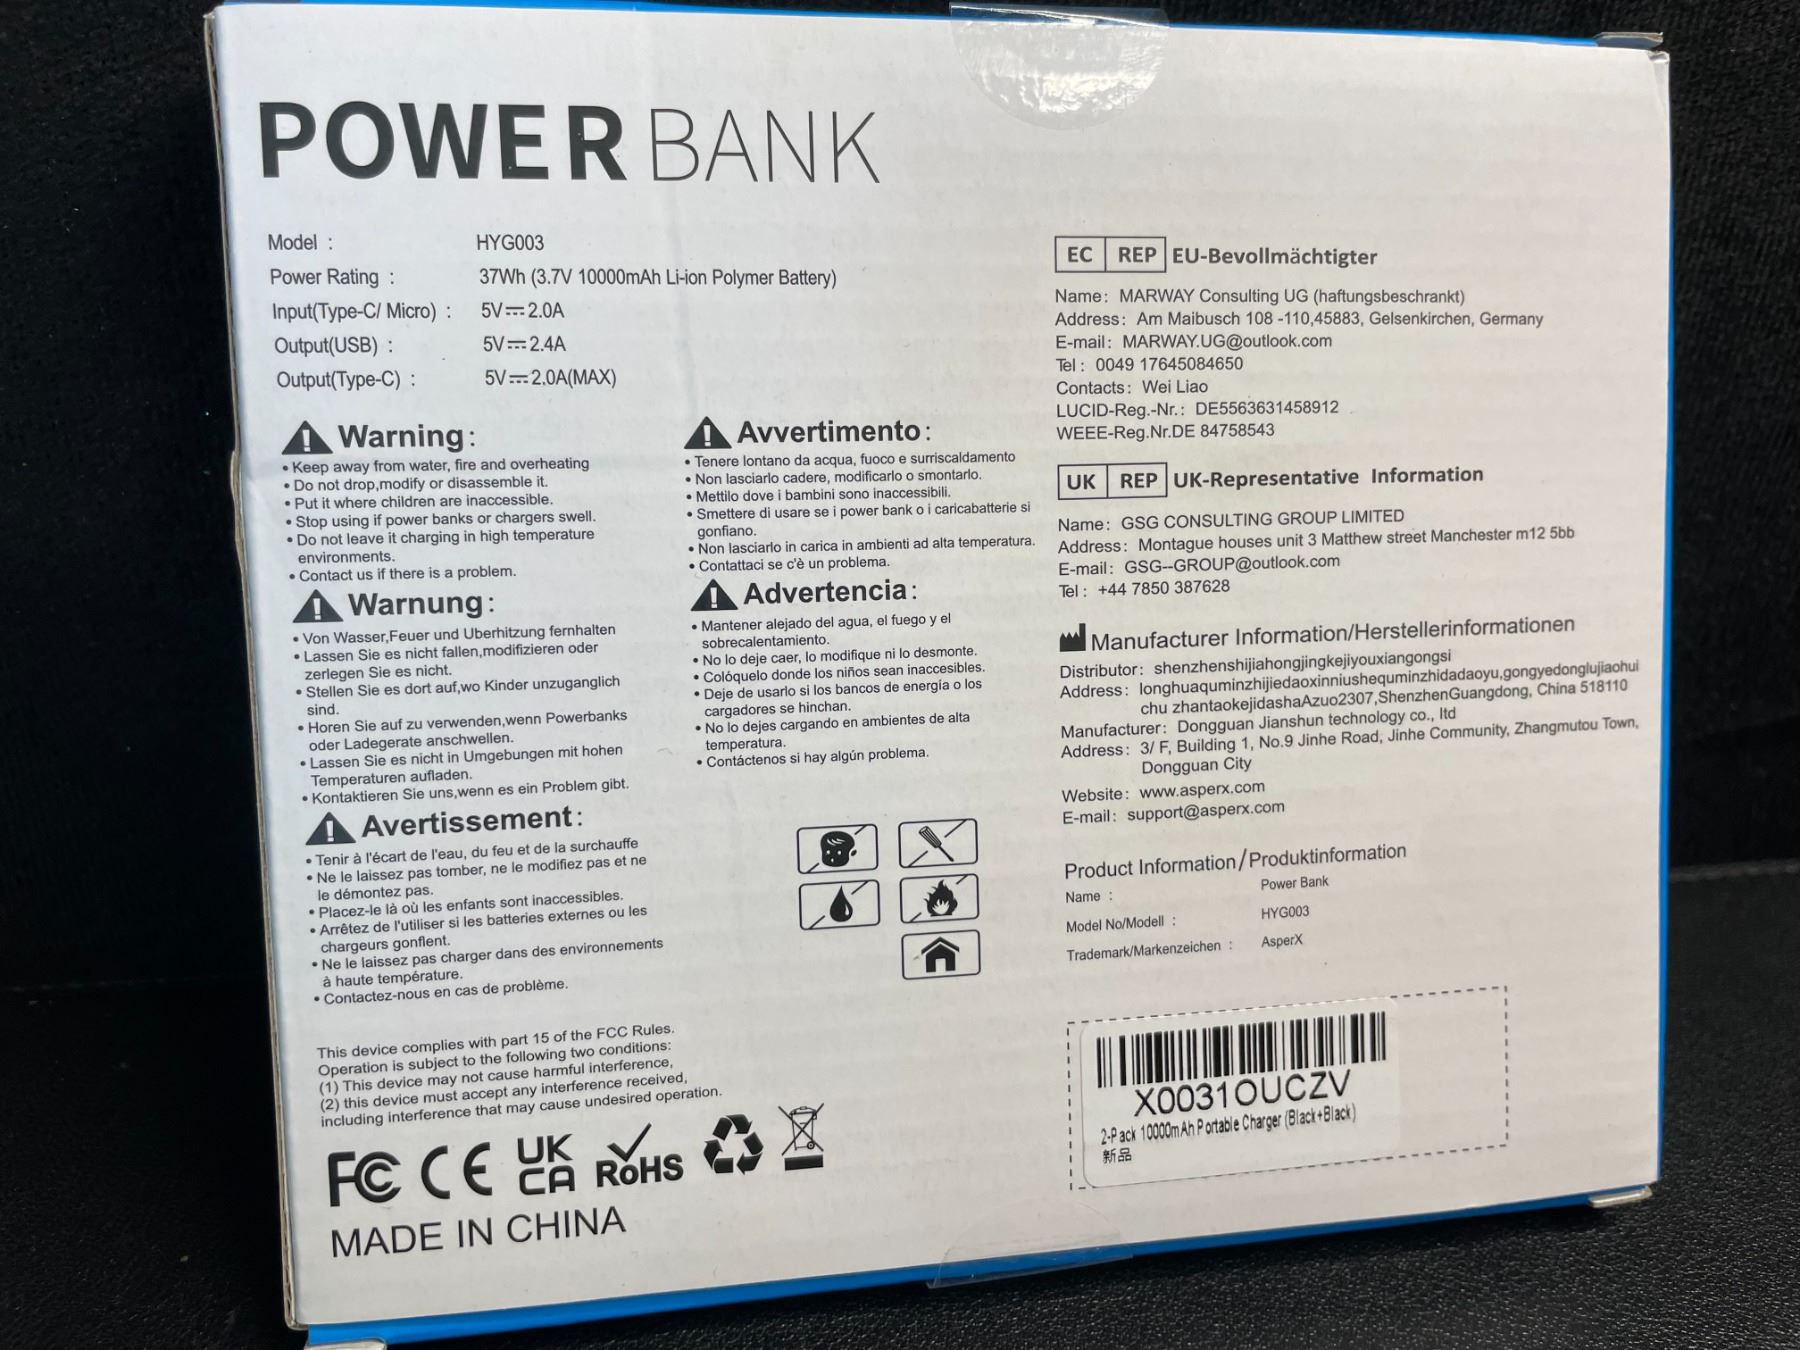 POWER BANK
Model : HYG003
Power Rating : 37Wh (3.7V 10000mAh Li-ion Polymer Battery)
Input(Type-C/ Micro) : 5V⎓2.0A
Output(USB) : 5V⎓2.4A
Output(Type-C) : 5V⎓2.0A(MAX)
Warning:
• Keep away from water, fire and overheating
• Do not drop,modify or disassemble it.
• Put it where children are inaccessible.
• Stop using if power banks or chargers swell.
• Do not leave it charging in high temperature
environments.
• Contact us if there is a problem.
Warnung:
• Von Wasser,Feuer und Uberhitzung fernhalten
• Lassen Sie es nicht fallen,modifizieren oder
zerlegen Sie es nicht.
• Stellen Sie es dort auf,wo Kinder unzuganglich
sind.
• Horen Sie auf zu verwenden,wenn Powerbanks
oder Ladegerate anschwellen.
• Lassen Sie es nicht in Umgebungen mit hohen
Temperaturen aufladen.
• Kontaktieren Sie uns,wenn es ein Problem gibt.
Avertissement:
• Tenir à l'écart de l'eau, du feu et de la surchauffe
• Ne le laissez pas tomber, ne le modifiez pas et ne
le démontez pas.
• Placez-le là où les enfants sont inaccessibles.
• Arrêtez de l'utiliser si les batteries externes ou les
chargeurs gonflent.
• Ne le laissez pas charger dans des environnements
à haute température.
• Contactez-nous en cas de problème.
Avvertimento:
• Tenere lontano da acqua, fuoco e surriscaldamento
• Non lasciarlo cadere, modificarlo o smontarlo.
• Mettilo dove i bambini sono inaccessibili.
• Smettere di usare se i power bank o i caricabatterie si
gonfiano.
• Non lasciarlo in carica in ambienti ad alta temperatura.
• Contattaci se c'è un problema.
Advertencia:
• Mantener alejado del agua, el fuego y el
sobrecalentamiento.
• No lo deje caer, lo modifique ni lo desmonte.
• Colóquelo donde los niños sean inaccesibles.
• Deje de usarlo si los bancos de energía o los
cargadores se hinchan.
• No lo dejes cargando en ambientes de alta
temperatura.
• Contáctenos si hay algún problema.
This device complies with part 15 of the FCC Rules.
Operation is subject to the following two conditions:
(1) This device may not cause harmful interference,
(2) this device must accept any interference received,
including interference that may cause undesired operation.
FC CE UK CA RoHS
MADE IN CHINA
EC REP EU-Bevollmächtigter
Name: MARWAY Consulting UG (haftungsbeschrankt)
Address: Am Maibusch 108 -110,45883, Gelsenkirchen, Germany
E-mail: MARWAY.UG@outlook.com
Tel : 0049 17645084650
Contacts: Wei Liao
LUCID-Reg.-Nr.: DE5563631458912
WEEE-Reg.Nr.DE 84758543
UK REP UK-Representative Information
Name: GSG CONSULTING GROUP LIMITED
Address: Montague houses unit 3 Matthew street Manchester m12 5bb
E-mail: GSG--GROUP@outlook.com
Tel : +44 7850 387628
Manufacturer Information/Herstellerinformationen
Distributor: shenzhenshijiahongjingkejiyouxiangongsi
Address: longhuaquminzhijiedaoxinniushequminzhidadaoyu,gongyedonglujiaohui
chu zhantaokejidashaAzuo2307,ShenzhenGuangdong, China 518110
Manufacturer: Dongguan Jianshun technology co., ltd
Address: 3/ F, Building 1, No.9 Jinhe Road, Jinhe Community, Zhangmutou Town,
Dongguan City
Website: www.asperx.com
E-mail: support@asperx.com
Product Information/Produktinformation
Name : Power Bank
Model No/Modell : HYG003
Trademark/Markenzeichen : AsperX
X0031OUCZV
2-Pack 10000mAh Portable Charger (Black+Black)
新品